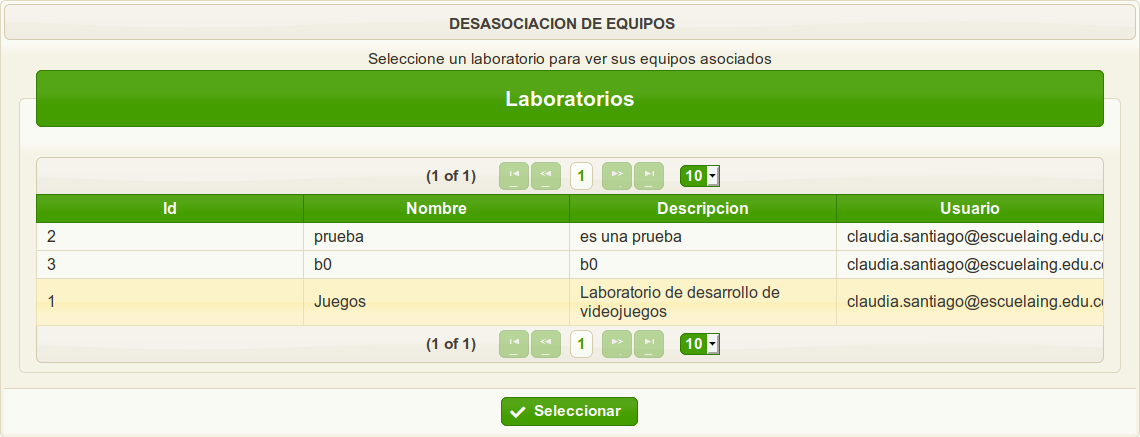 DESASOCIACION DE EQUIPOS
Seleccione un laboratorio para ver sus equipos asociados
Laboratorios
(1 of 1) 1 10
Id Nombre Descripcion Usuario
2 prueba es una prueba claudia.santiago@escuelaing.edu.co
3 b0 b0 claudia.santiago@escuelaing.edu.co
1 Juegos Laboratorio de desarrollo de videojuegos claudia.santiago@escuelaing.edu.co
(1 of 1) 1 10
Seleccionar